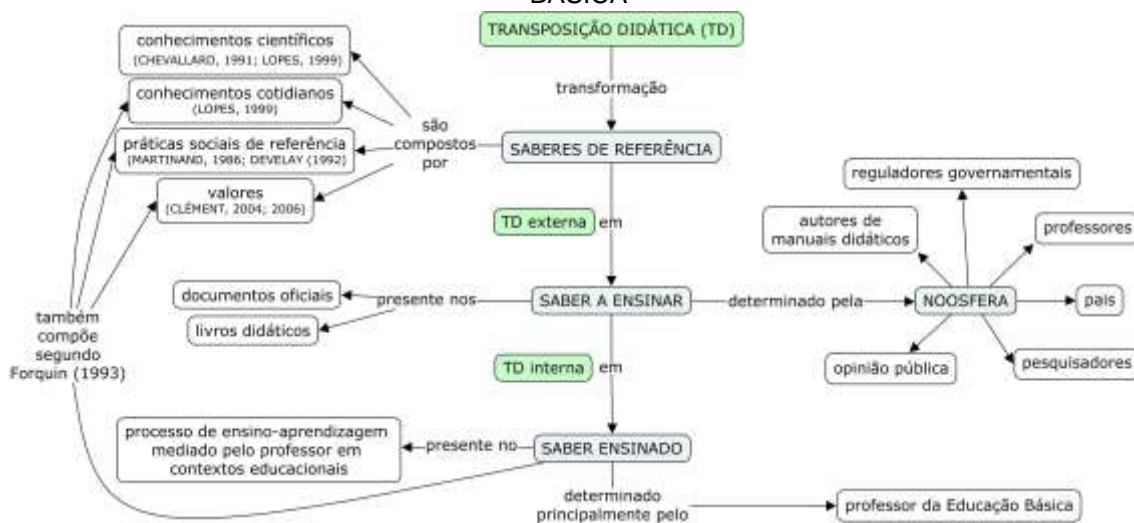 BÁSICA
TRANSPOSIÇÃO DIDÁTICA (TD)
transformação
conhecimentos científicos
(CHEVALLARD, 1991; LOPES, 1999)
conhecimentos cotidianos
(LOPES, 1999)
práticas sociais de referência
(MARTINAND, 1986; DEVELAY (1992)
valores
(CLÉMENT, 2004; 2006)
são
compostos
por
SABERES DE REFERÊNCIA
TD externa em
reguladores governamentais
autores de
manuais didáticos
professores
documentos oficiais
livros didáticos
presente nos
SABER A ENSINAR
determinado pela
NOOSFERA
pais
opinião pública
pesquisadores
também
compõe
segundo
Forquin (1993)
TD interna em
processo de ensino-aprendizagem
mediado pelo professor em
contextos educacionais
presente no
SABER ENSINADO
determinado
principalmente pelo
professor da Educação Básica